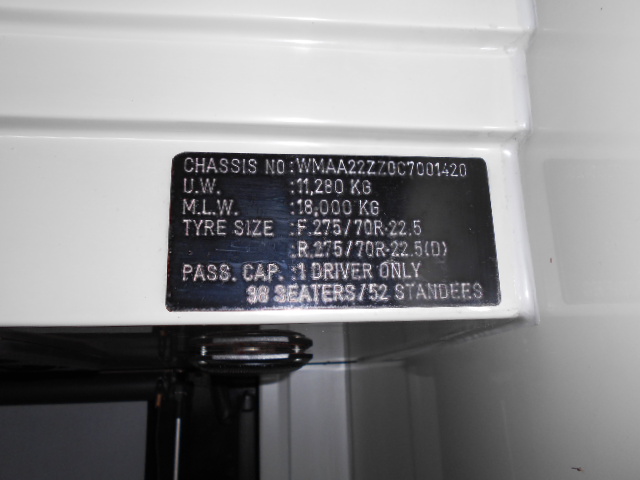 CHASSIS NO:WMAA22ZZ0C7001420
U.W. :11,280 KG
M.L.W. :18,000 KG
TYRE SIZE :F.275/70R-22.5
:R.275/70R-22.5(D)
PASS. CAP. :1 DRIVER ONLY
38 SEATERS/52 STANDEES